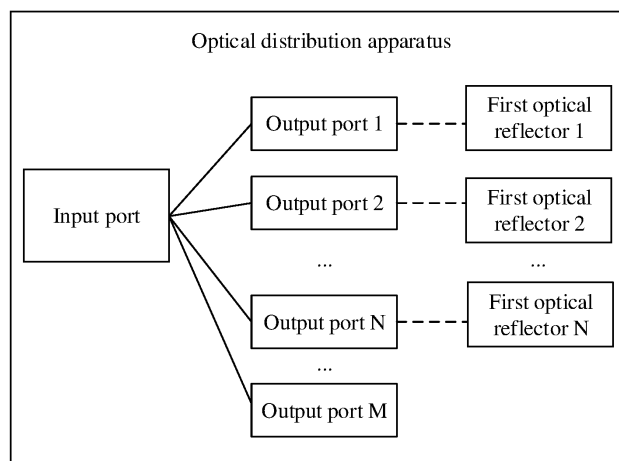 Optical distribution apparatus
Input port
Output port 1
First optical
reflector 1
Output port 2
First optical
reflector 2
...
...
Output port N
First optical
reflector N
...
Output port M